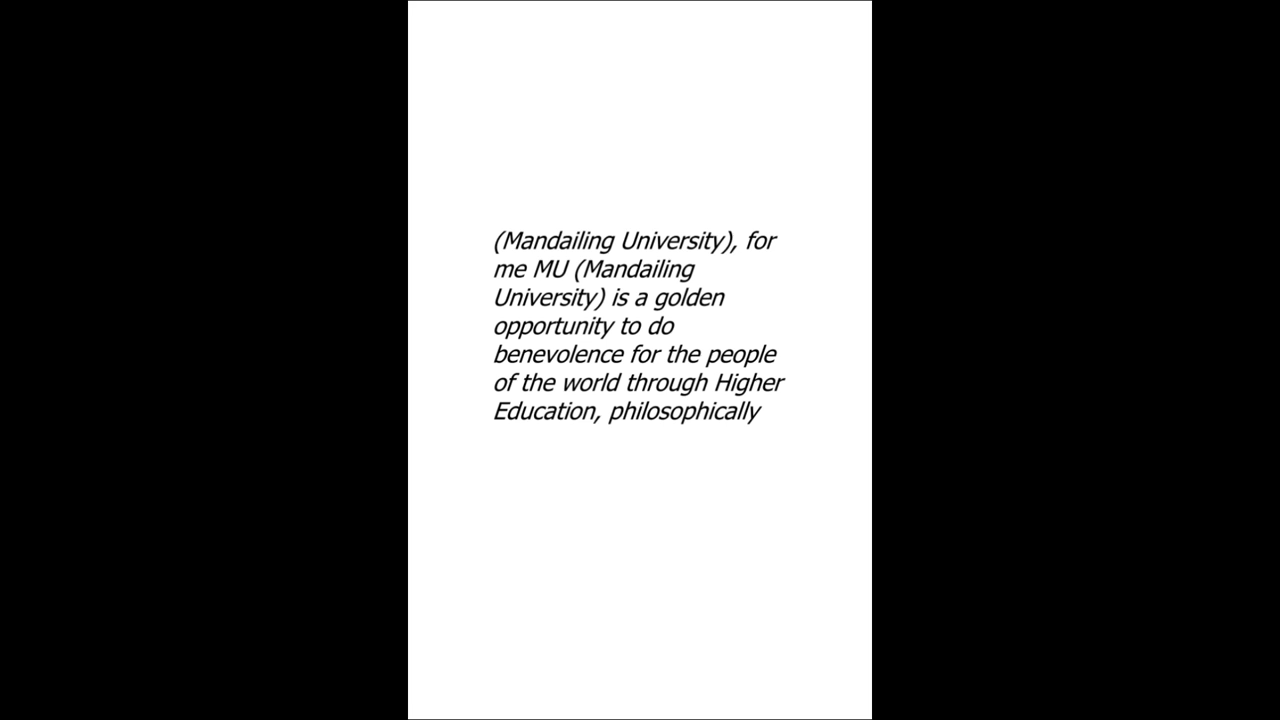 (Mandailing University), for
me MU (Mandailing
University) is a golden
opportunity to do
benevolence for the people
of the world through Higher
Education, philosophically